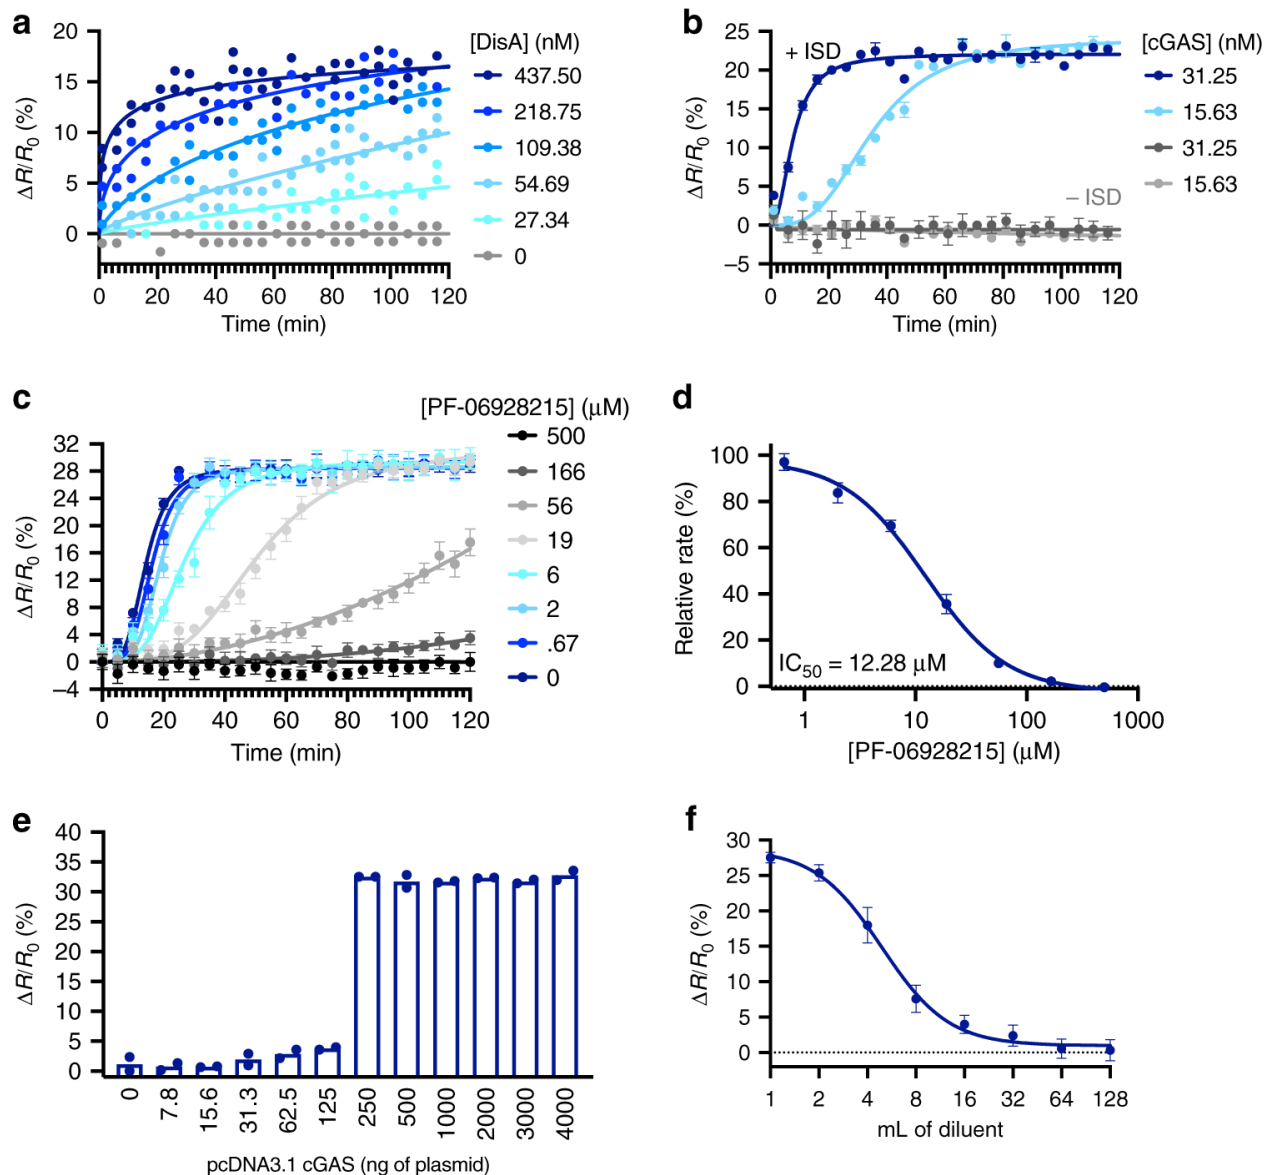 a
20
15
10
5
0
ΔR/R0 (%)
0 20 40 60 80 100 120
Time (min)
[DisA] (nM)
437.50
218.75
109.38
54.69
27.34
0
b
25
20
15
10
5
0
–5
ΔR/R0 (%)
+ ISD
– ISD
0 20 40 60 80 100 120
Time (min)
[cGAS] (nM)
31.25
15.63
31.25
15.63
c
[PF-06928215] (μM)
32
28
24
20
16
12
8
4
0
–4
ΔR/R0 (%)
0 20 40 60 80 100 120
Time (min)
500
166
56
19
6
2
.67
0
d
100
80
60
40
20
0
Relative rate (%)
IC50 = 12.28 μM
1 10 100 1000
[PF-06928215] (μM)
e
40
35
30
25
20
15
10
5
0
ΔR/R0 (%)
0 7.8 15.6 31.3 62.5 125 250 500 1000 2000 3000 4000
pcDNA3.1 cGAS (ng of plasmid)
f
30
25
20
15
10
5
0
ΔR/R0 (%)
1 2 4 8 16 32 64 128
mL of diluent